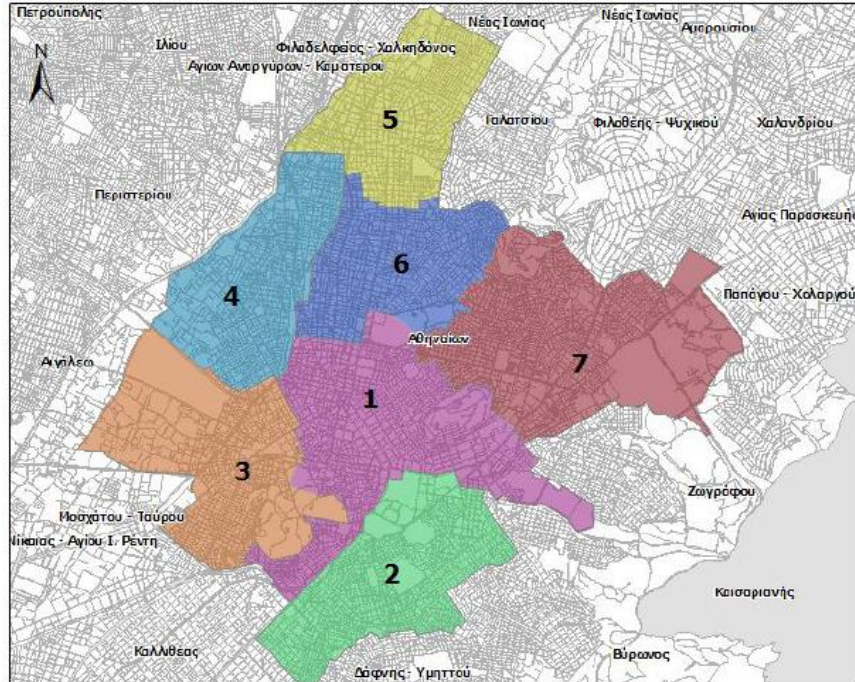 Πετρούπολης
Νέας Ιωνίας
Νέας Ιωνίας
Αμαρουσίου
Ιλίου
Φιλαδελφείας - Χαλκηδόνος
Αγίων Αναργύρων - Καματερού
N
5
Γαλατσίου
Φιλοθέης - Ψυχικού
Χαλανδρίου
Περιστερίου
Αγίας Παρασκευής
6
4
Παπάγου - Χολαργού
Αθηναίων
Αιγάλεω
7
1
3
Ζωγράφου
Μοσχάτου - Ταύρου
Νίκαιας - Αγίου Ι. Ρέντη
2
Καισαριανής
Καλλιθέας
Βύρωνος
Δάφνης - Υμηττού